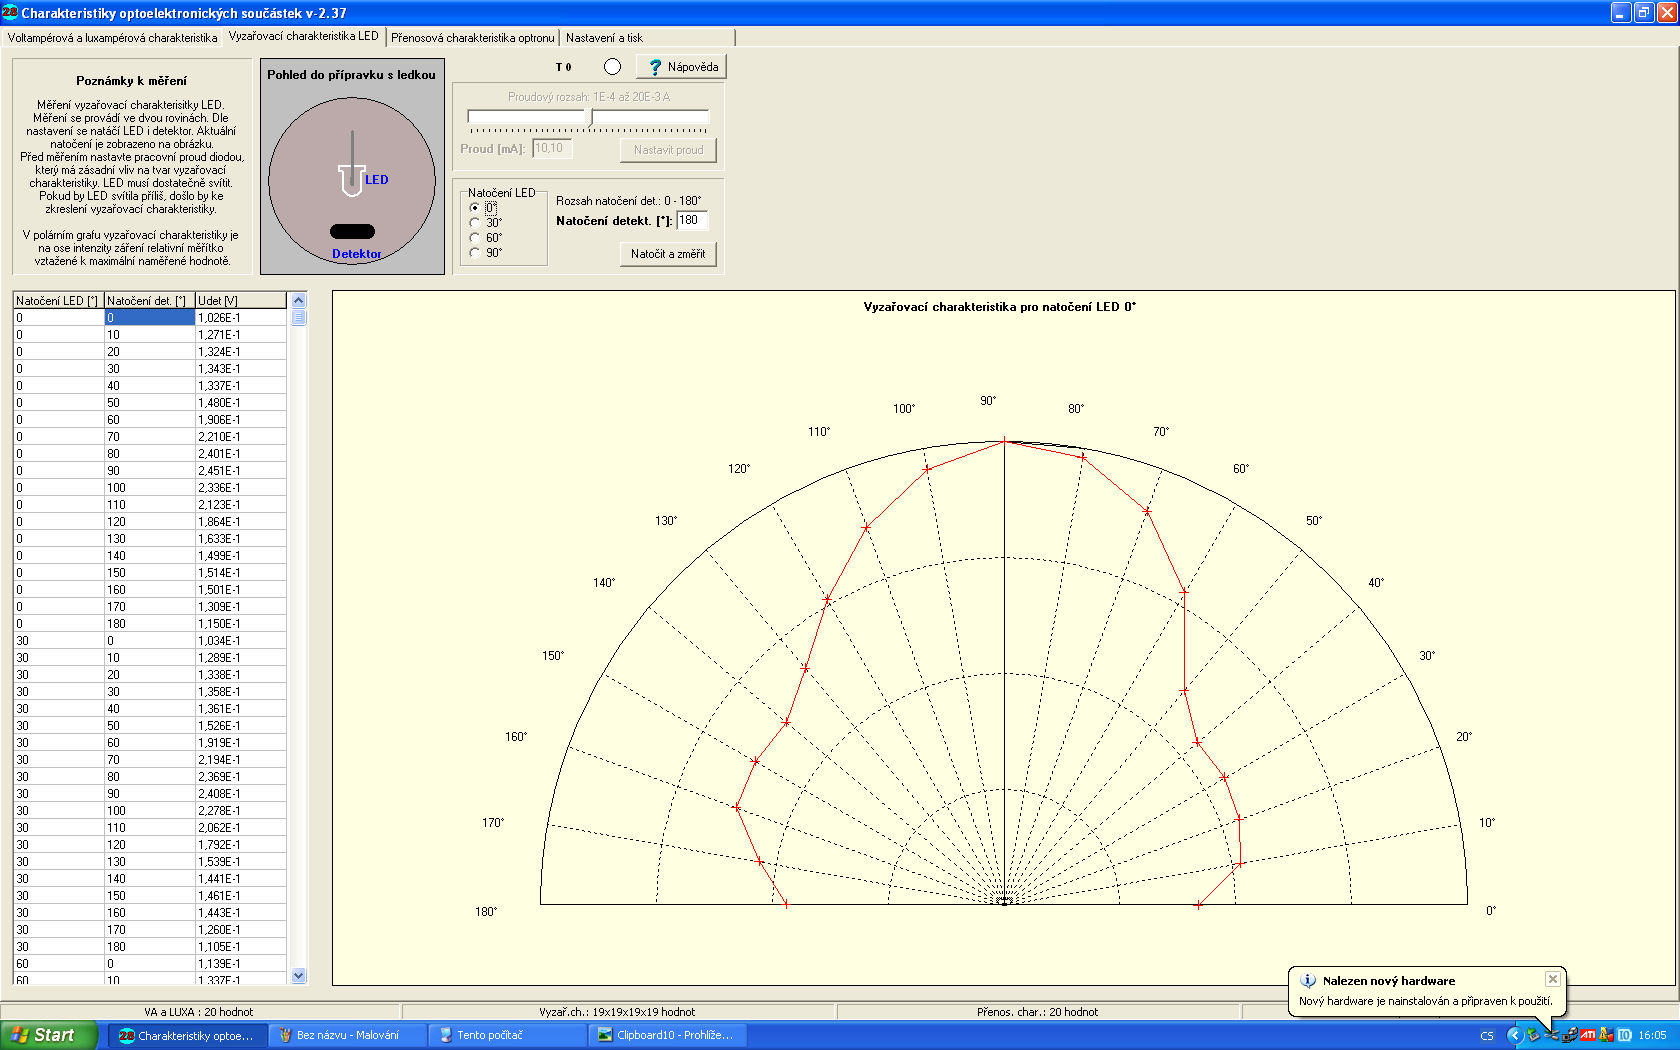 28 Charakteristiky optoelektronických součástek v-2.37
Voltampérová a luxampérová charakteristika
Vyzařovací charakteristika LED
Přenosová charakteristika optronu
Nastavení a tisk
Poznámky k měření
Měření vyzařovací charakterisitky LED.
Měření se provádí ve dvou rovinách. Dle
nastavení se natáčí LED i detektor. Aktuální
natočení je zobrazeno na obrázku.
Před měřením nastavte pracovní proud diodou,
který má zásadní vliv na tvar vyzařovací
charakteristiky. LED musí dostatečně svítit.
Pokud by LED svítila příliš, došlo by ke
zkreslení vyzařovací charakteristiky.
V polárním grafu vyzařovací charakteristiky je
na ose intenzity záření relativní měřítko
vztažené k maximální naměřené hodnotě.
Pohled do přípravku s ledkou
LED
Detektor
T 0
? Nápověda
Proudový rozsah: 1E-4 až 20E-3 A
Proud [mA]: 10,10
Nastavit proud
Natočení LED
0°
30°
60°
90°
Rozsah natočení det.: 0 - 180°
Natočení detekt. [°]: 180
Natočit a změřit
Natočení LED [°] Natočení det. [°] Udet [V]
0 0 1,026E-1
0 10 1,271E-1
0 20 1,324E-1
0 30 1,343E-1
0 40 1,337E-1
0 50 1,480E-1
0 60 1,906E-1
0 70 2,210E-1
0 80 2,401E-1
0 90 2,451E-1
0 100 2,336E-1
0 110 2,123E-1
0 120 1,864E-1
0 130 1,633E-1
0 140 1,499E-1
0 150 1,514E-1
0 160 1,501E-1
0 170 1,309E-1
0 180 1,150E-1
30 0 1,034E-1
30 10 1,289E-1
30 20 1,338E-1
30 30 1,358E-1
30 40 1,361E-1
30 50 1,526E-1
30 60 1,919E-1
30 70 2,194E-1
30 80 2,369E-1
30 90 2,408E-1
30 100 2,278E-1
30 110 2,062E-1
30 120 1,792E-1
30 130 1,539E-1
30 140 1,441E-1
30 150 1,461E-1
30 160 1,443E-1
30 170 1,260E-1
30 180 1,105E-1
60 0 1,139E-1
60 10 1,337E-1
Vyzařovací charakteristika pro natočení LED 0°
90°
100°
80°
110°
70°
120°
60°
130°
50°
140°
40°
150°
30°
160°
20°
170°
10°
180°
0°
Nalezen nový hardware
Nový hardware je nainstalován a připraven k použití.
VA a LUXA : 20 hodnot
Vyzař.ch.: 19x19x19x19 hodnot
Přenos. char.: 20 hodnot
Start
28 Charakteristiky optoe...
Bez názvu - Malování
Tento počítač
Clipboard10 - Prohlíže...
CS
ATI
16:05